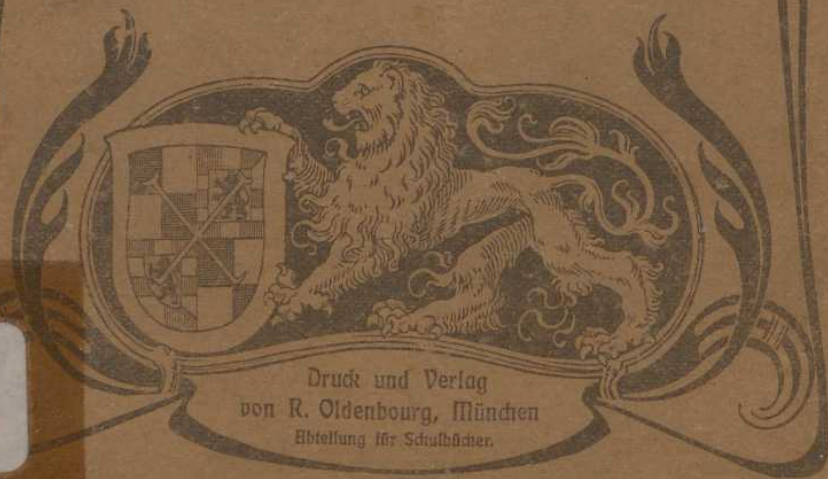 Druck und Verlag
von R. Oldenbourg, München
Abteilung für Schulbücher.